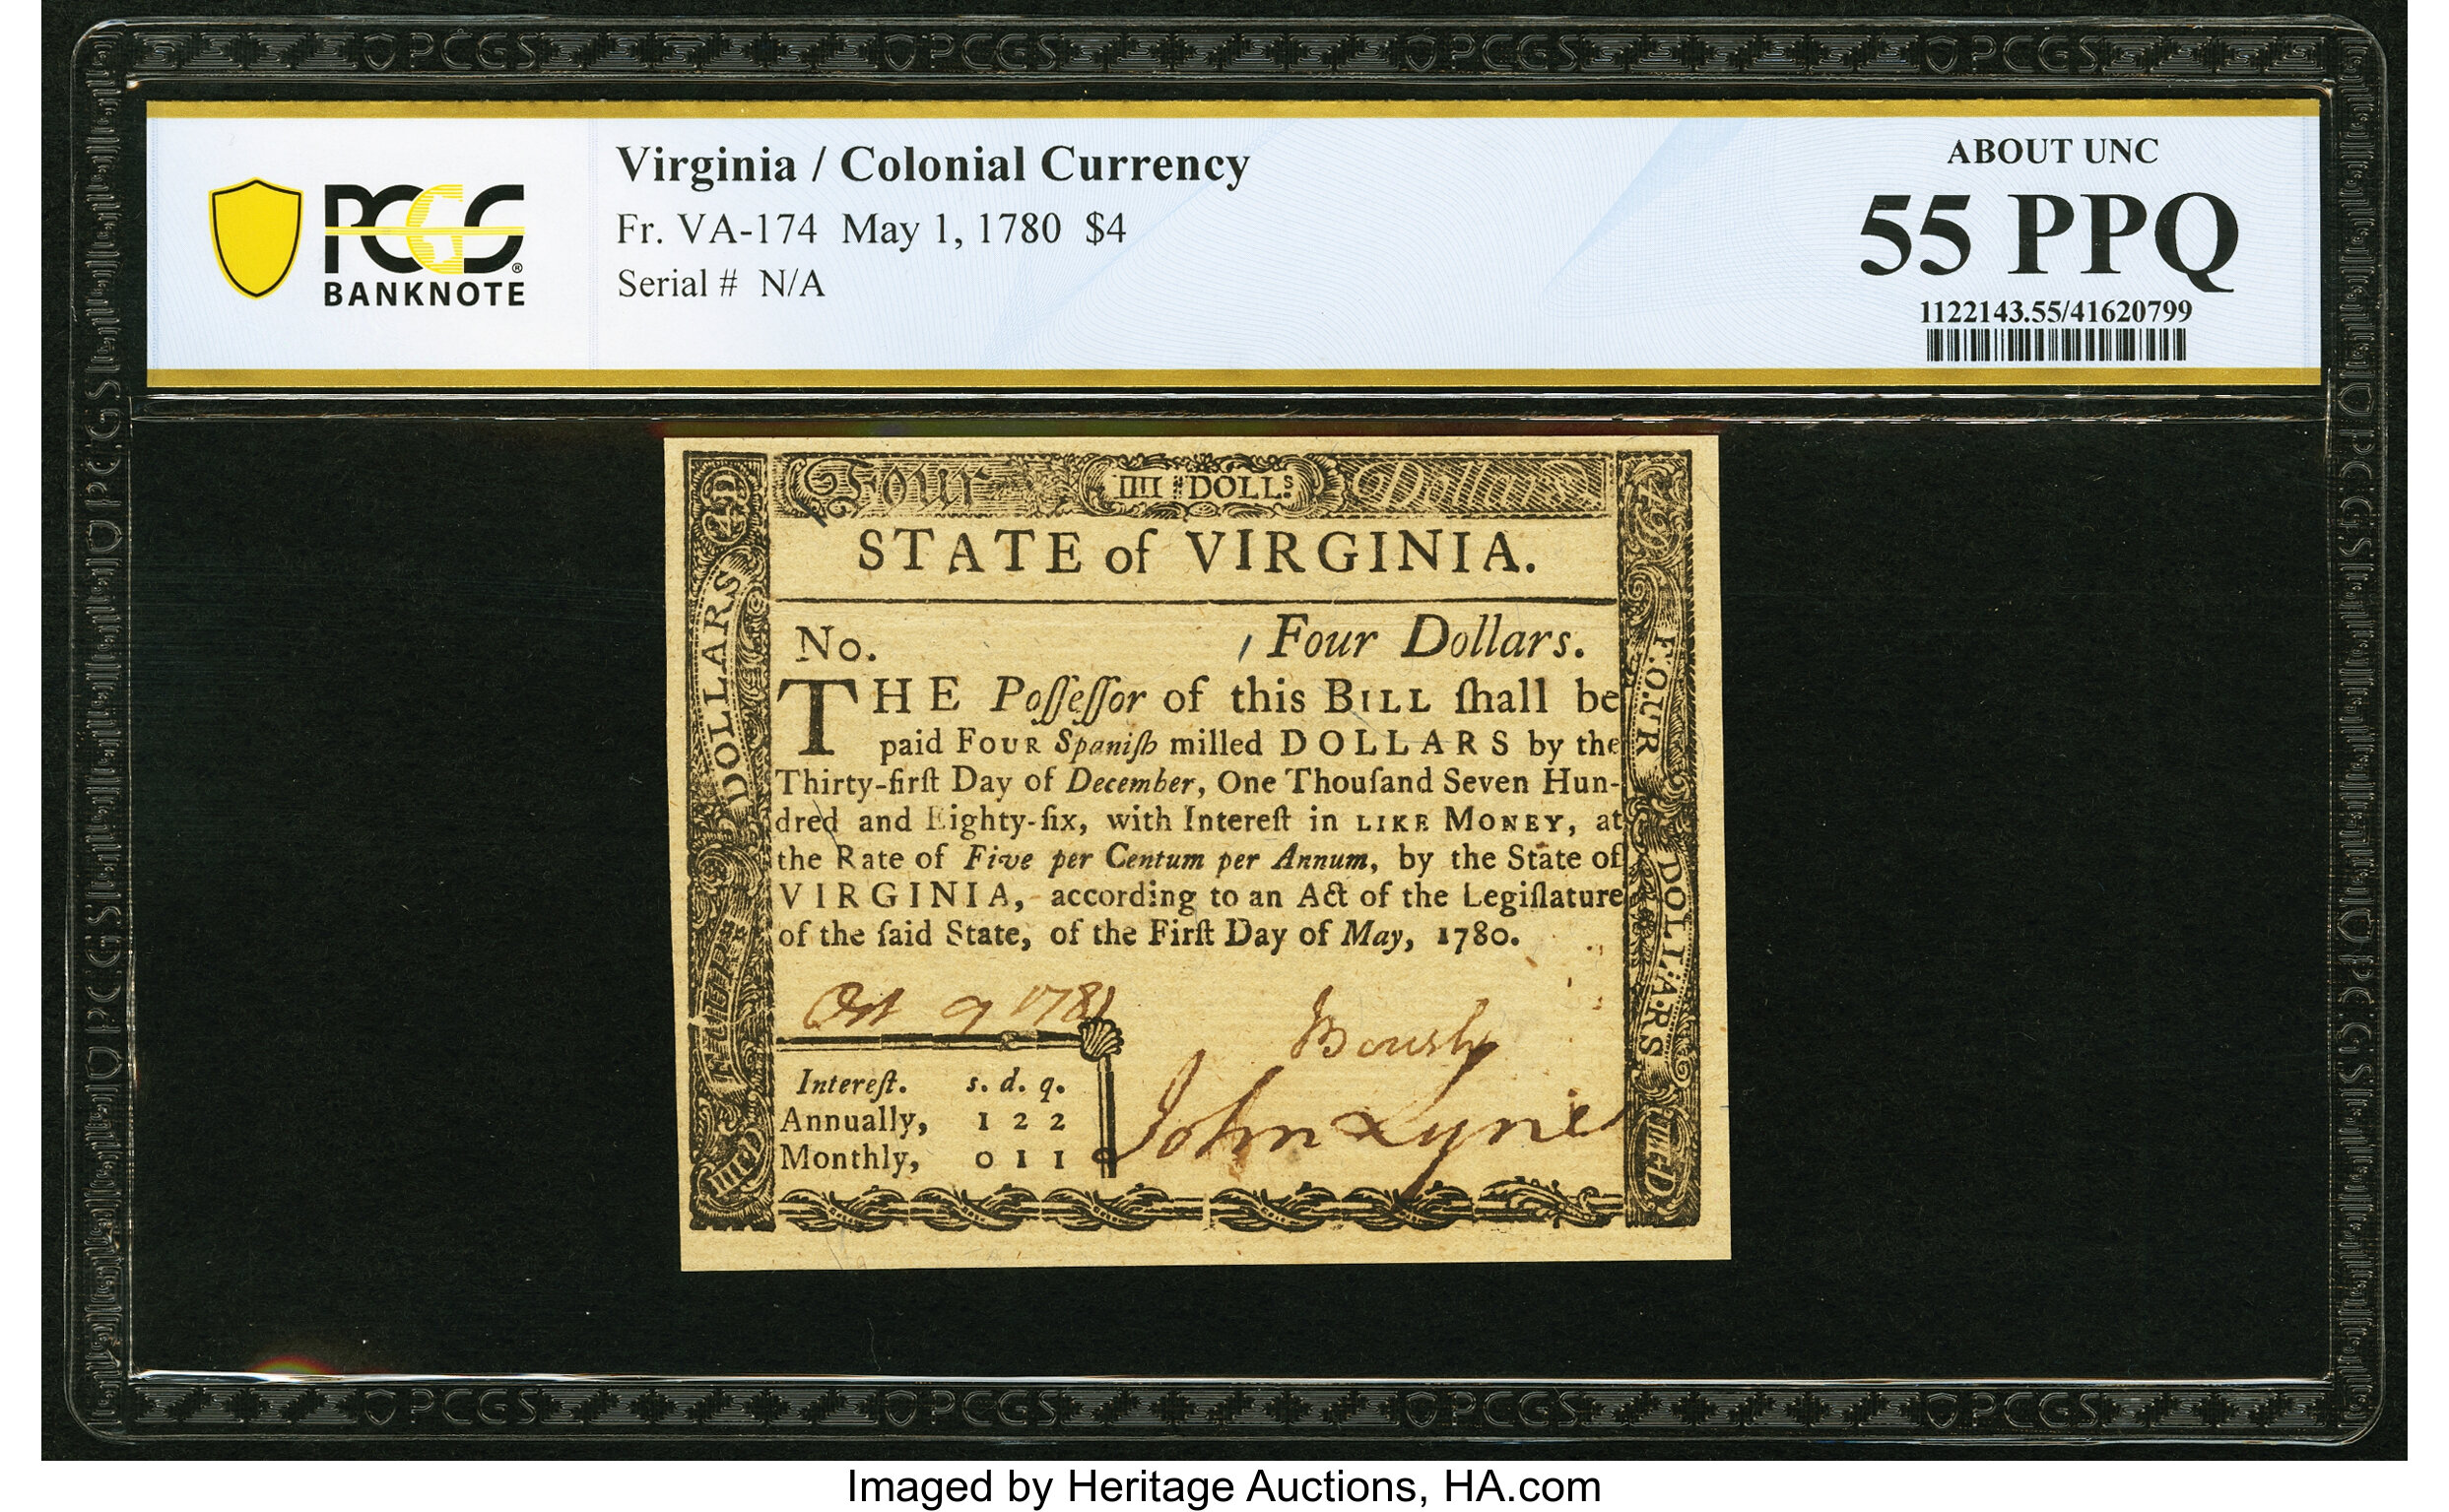 PCGS BANKNOTE
Virginia / Colonial Currency
Fr. VA-174 May 1, 1780 $4
Serial # N/A
ABOUT UNC
55 PPQ
1122143.55/41620799
Four IIII DOLL.s Dollars
STATE of VIRGINIA.
No. Four Dollars.
THE Poſſeſſor of this BILL ſhall be
paid FOUR Spaniſh milled DOLLARS by the
Thirty-firſt Day of December, One Thouſand Seven Hun-
dred and Eighty-ſix, with Intereſt in LIKE MONEY, at
the Rate of Five per Centum per Annum, by the State of
VIRGINIA, according to an Act of the Legiſlature
of the ſaid State, of the Firſt Day of May, 1780.
Oct 9 1781
Boush
John Lyne
Intereſt. s. d. q.
Annually, 1 2 2
Monthly, 0 1 1
FOUR DOLLARS
FOUR DOLLARS
Imaged by Heritage Auctions, HA.com